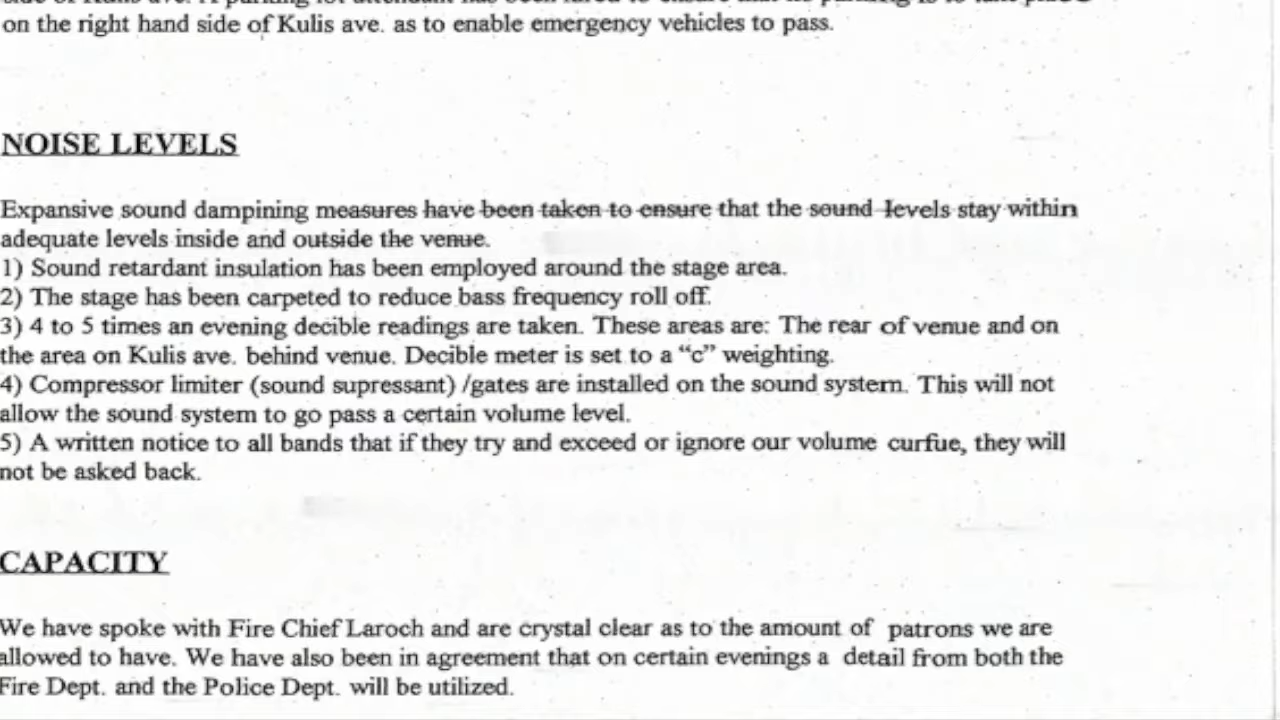 on the right hand side of Kulis ave. as to enable emergency vehicles to pass.
NOISE LEVELS
Expansive sound dampining measures have been taken to ensure that the sound levels stay within
adequate levels inside and outside the venue.
1) Sound retardant insulation has been employed around the stage area.
2) The stage has been carpeted to reduce bass frequency roll off.
3) 4 to 5 times an evening decible readings are taken. These areas are: The rear of venue and on
the area on Kulis ave. behind venue. Decible meter is set to a “c” weighting.
4) Compressor limiter (sound supressant) /gates are installed on the sound system. This will not
allow the sound system to go pass a certain volume level.
5) A written notice to all bands that if they try and exceed or ignore our volume curfue, they will
not be asked back.
CAPACITY
We have spoke with Fire Chief Laroch and are crystal clear as to the amount of patrons we are
allowed to have. We have also been in agreement that on certain evenings a detail from both the
Fire Dept. and the Police Dept. will be utilized.